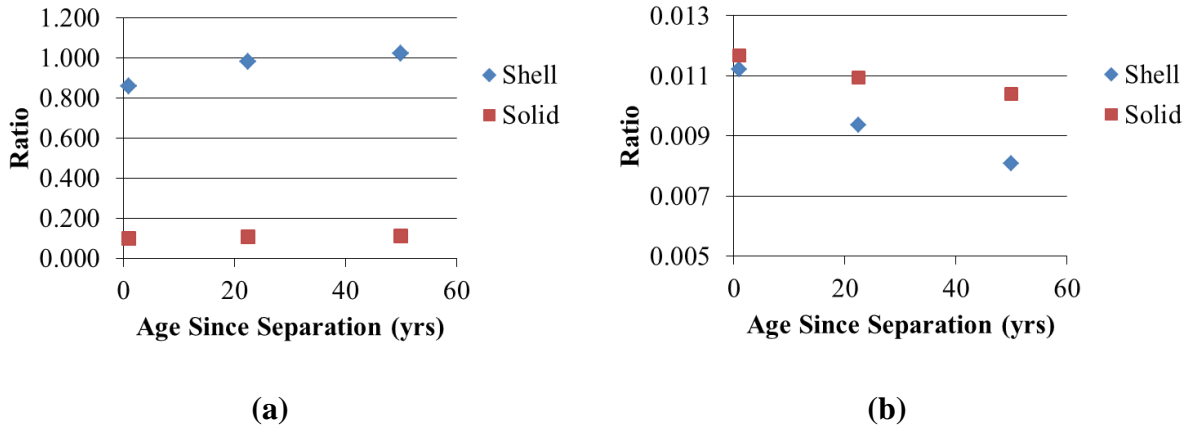 1.200
1.000
0.800
0.600
0.400
0.200
0.000
Ratio
0 20 40 60
Age Since Separation (yrs)
Shell
Solid
(a)
0.013
0.011
0.009
0.007
0.005
Ratio
0 20 40 60
Age Since Separation (yrs)
Shell
Solid
(b)